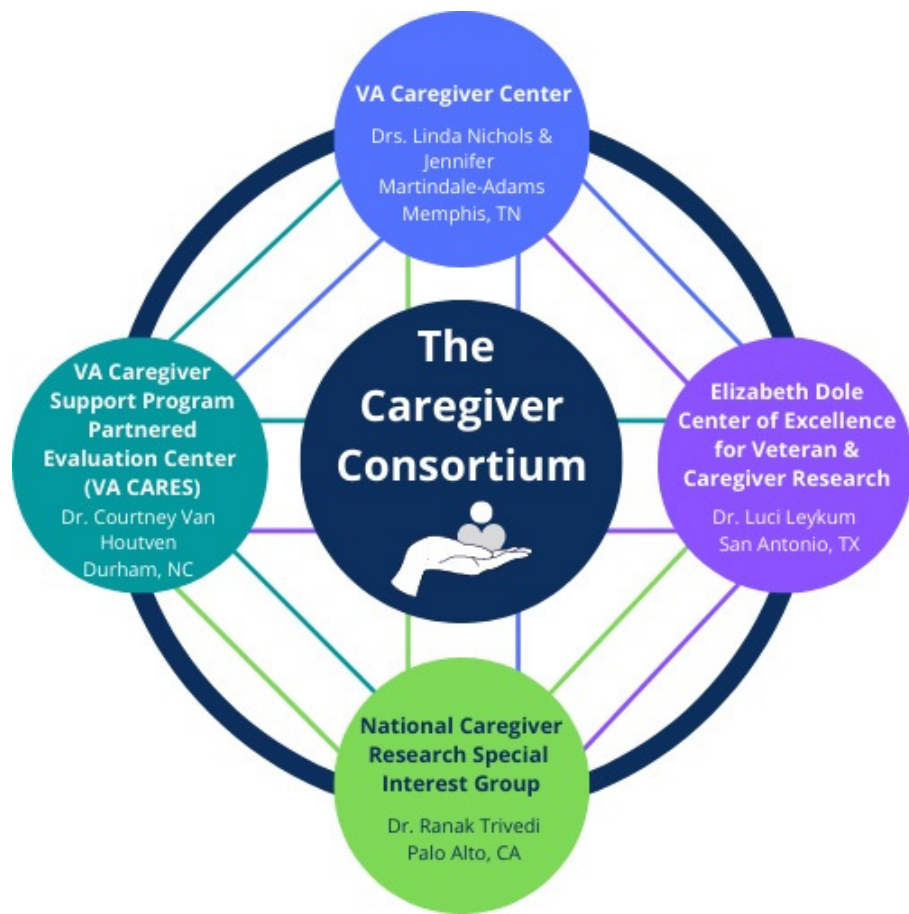 VA Caregiver Center
Drs. Linda Nichols &
Jennifer
Martindale-Adams
Memphis, TN
The
Caregiver
Consortium
VA Caregiver
Support Program
Partnered
Evaluation Center
(VA CARES)
Dr. Courtney Van
Houtven
Durham, NC
Elizabeth Dole
Center of Excellence
for Veteran &
Caregiver Research
Dr. Luci Leykum
San Antonio, TX
National Caregiver
Research Special
Interest Group
Dr. Ranak Trivedi
Palo Alto, CA